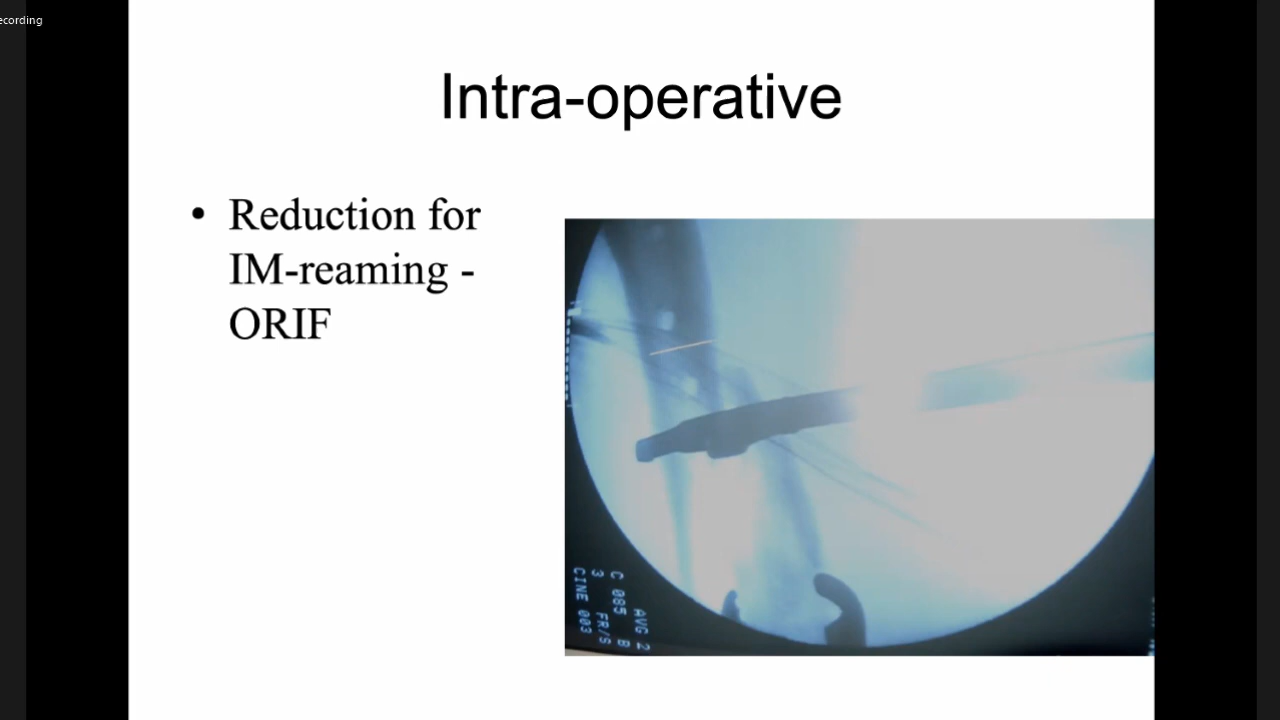 ecording
Intra-operative
• Reduction for
IM-reaming -
ORIF
AVG 2
C 085 B
3 FR/S
CINE 003